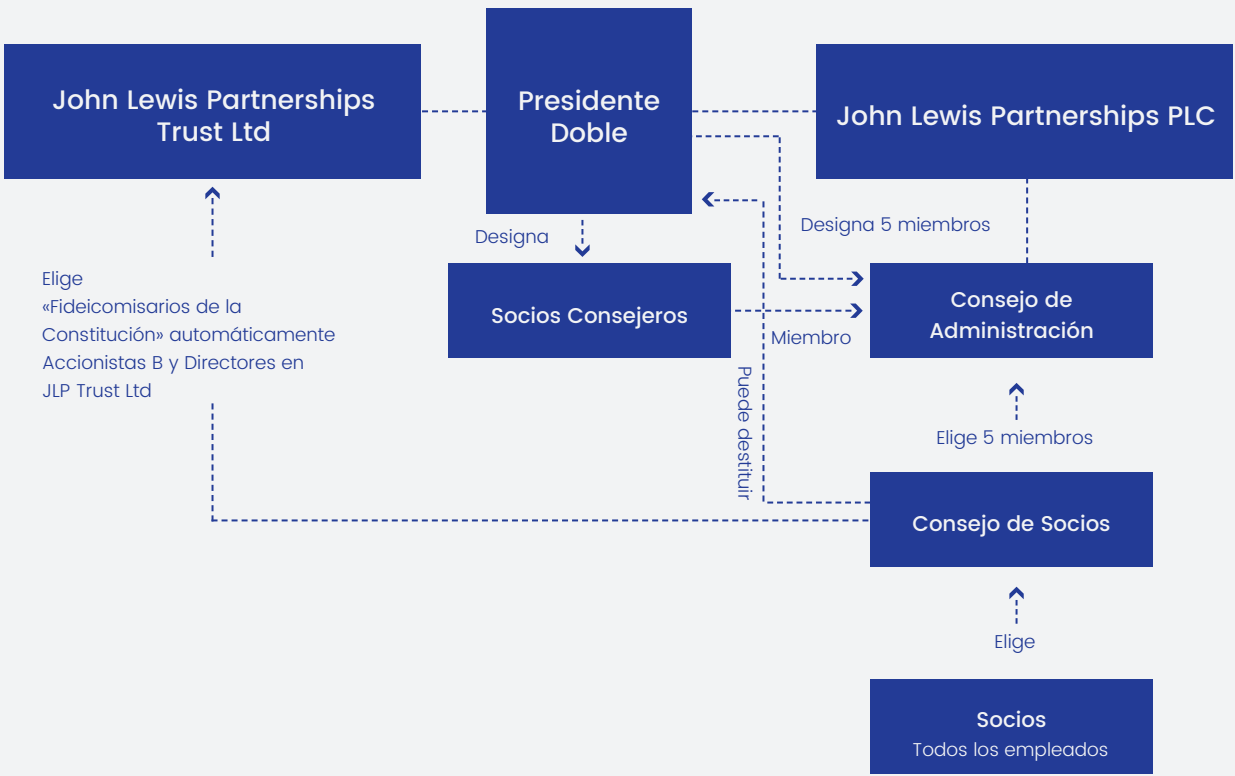 John Lewis Partnerships
Trust Ltd
Presidente
Doble
John Lewis Partnerships PLC
Designa
Designa 5 miembros
Elige
«Fideicomisarios de la
Constitución» automáticamente
Accionistas B y Directores en
JLP Trust Ltd
Socios Consejeros
Miembro
Consejo de
Administración
Puede destituir
Elige 5 miembros
Consejo de Socios
Elige
Socios
Todos los empleados